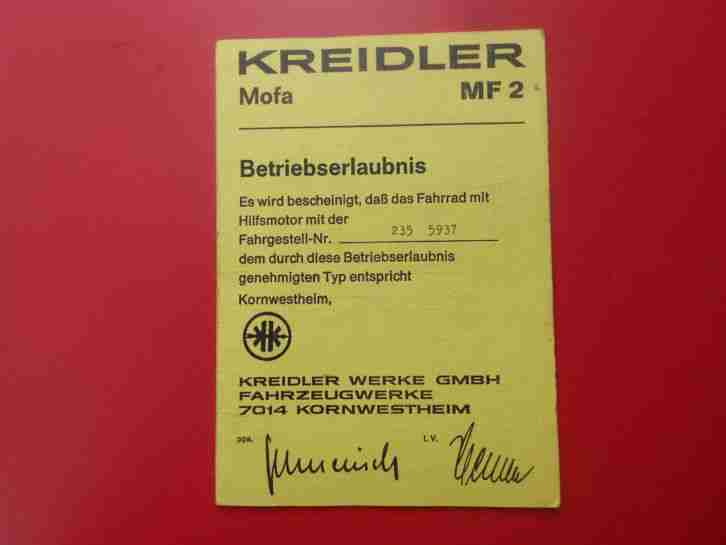 KREIDLER
Mofa MF 2
Betriebserlaubnis
Es wird bescheinigt, daß das Fahrrad mit
Hilfsmotor mit der
Fahrgestell-Nr. 235 5937
dem durch diese Betriebserlaubnis
genehmigten Typ entspricht
Kornwestheim,
KREIDLER WERKE GMBH
FAHRZEUGWERKE
7014 KORNWESTHEIM
ppa. i.V.